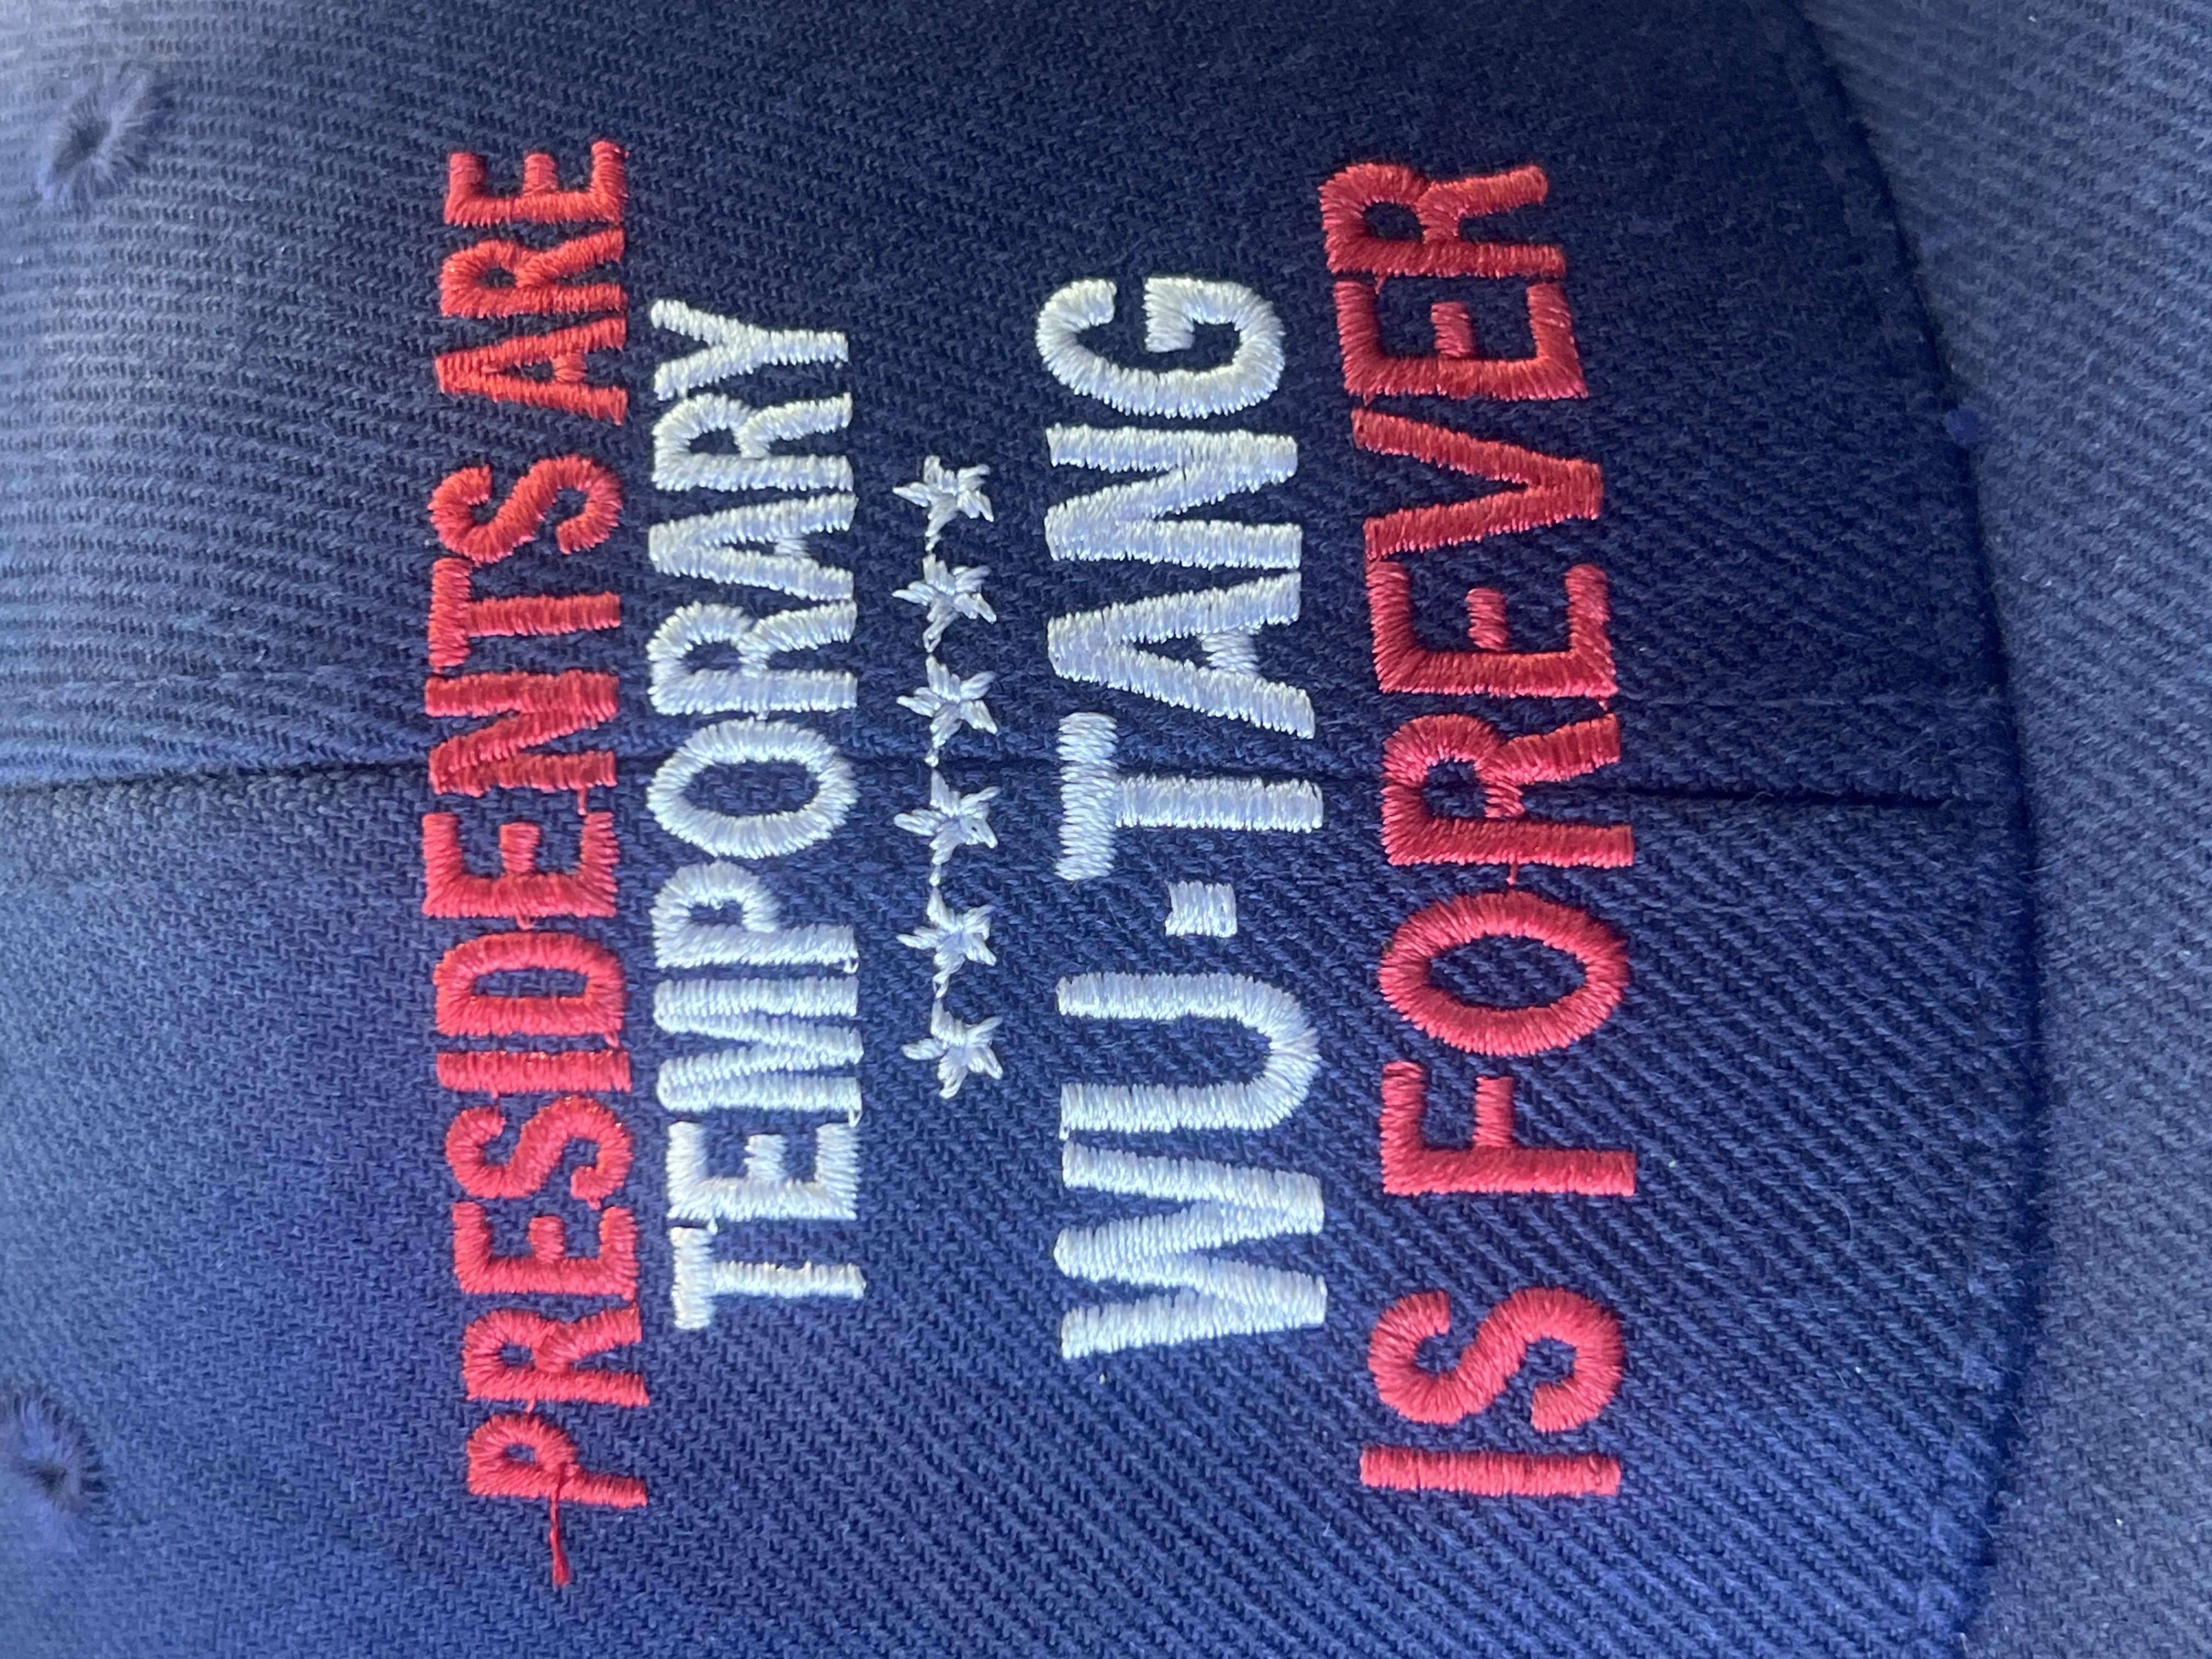 PRESIDENTS ARE
TEMPORARY
WU-TANG
IS FOREVER